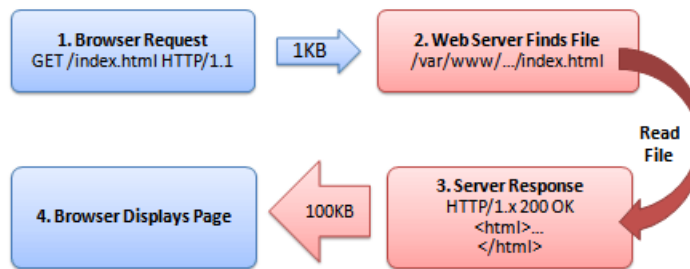 1. Browser Request
GET /index.html HTTP/1.1
1KB
2. Web Server Finds File
/var/www/.../index.html
Read
File
3. Server Response
HTTP/1.x 200 OK
<html>...
</html>
100KB
4. Browser Displays Page